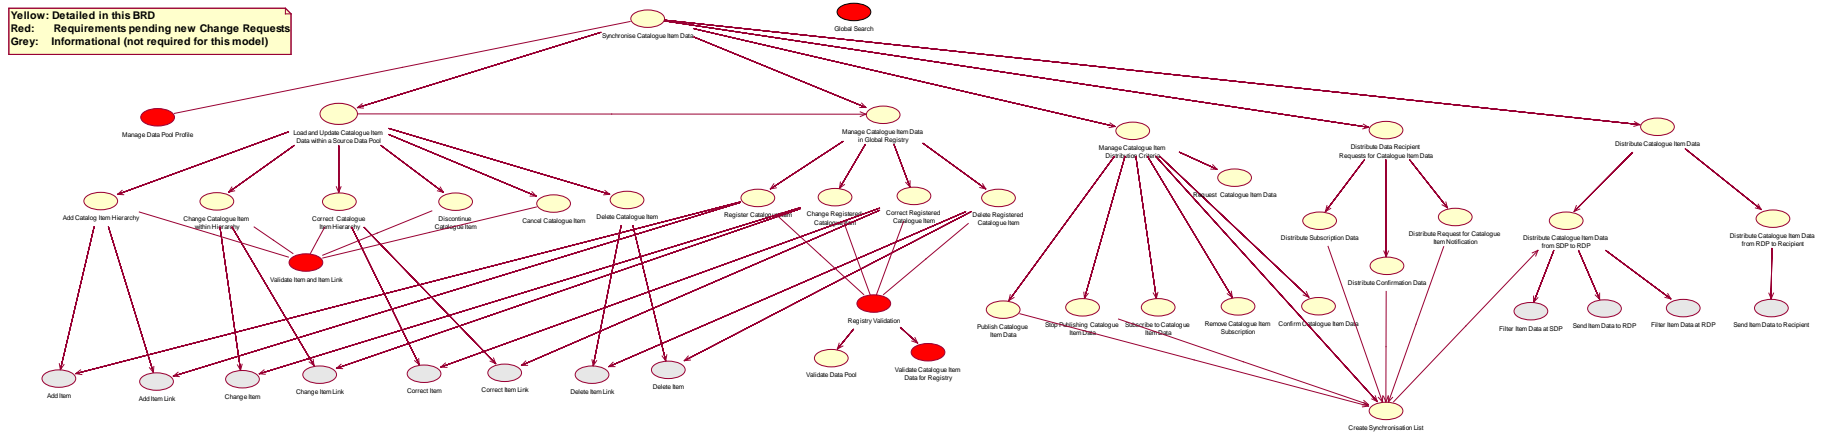 Yellow: Detailed in this BRD
Red: Requirements pending new Change Requests
Grey: Informational (not required for this model)
Synchronise Catalogue Item Data
Global Search
Manage Data Pool Profile
Load and Update Catalogue Item
Data within a Source Data Pool
Manage Catalogue Item Data
in Global Registry
Manage Catalogue Item
Distribution Criteria
Distribute Data Recipient
Requests for Catalogue Item Data
Distribute Catalogue Item Data
Add Catalog Item Hierarchy
Change Catalogue Item
within Hierarchy
Correct Catalogue
Item Hierarchy
Discontinue
Catalogue Item
Cancel Catalogue Item
Delete Catalogue Item
Register Catalogue Item
Change Registered
Catalogue Item
Correct Registered
Catalogue Item
Delete Registered
Catalogue Item
Request Catalogue Item Data
Distribute Subscription Data
Distribute Request for Catalogue
Item Notification
Distribute Catalogue Item Data
from SDP to RDP
Distribute Catalogue Item Data
from RDP to Recipient
Validate Item and Item Link
Distribute Confirmation Data
Registry Validation
Publish Catalogue
Item Data
Stop Publishing Catalogue
Item Data
Subscribe to Catalogue
Item Data
Remove Catalogue Item
Subscription
Confirm Catalogue Item Data
Filter Item Data at SDP
Send Item Data to RDP
Filter Item Data at RDP
Send Item Data to Recipient
Validate Data Pool
Validate Catalogue Item
Data for Registry
Add Item
Add Item Link
Change Item
Change Item Link
Correct Item
Correct Item Link
Delete Item Link
Delete Item
Create Synchronisation List